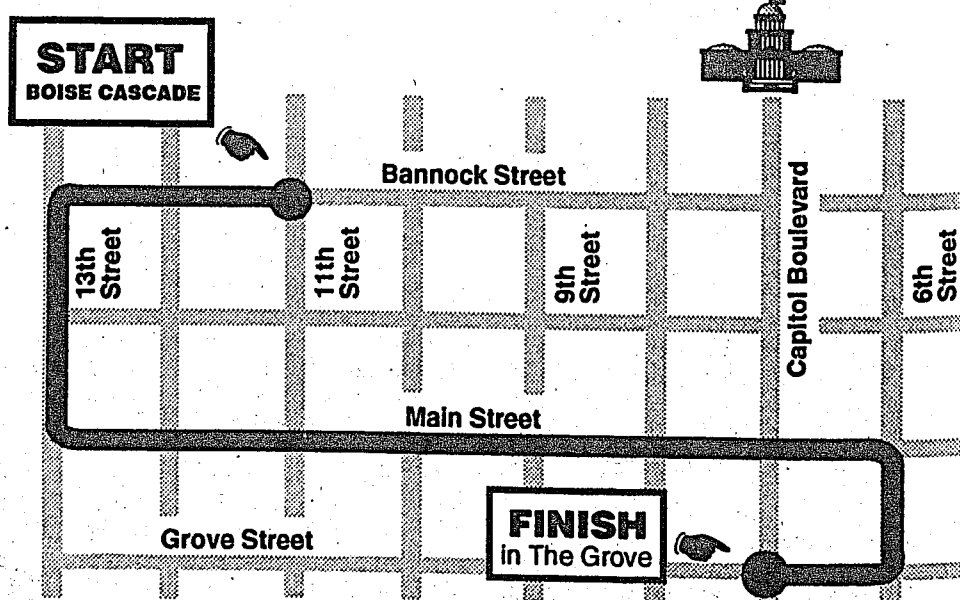 START
BOISE CASCADE
Bannock Street
13th
Street
11th
Street
9th
Street
Capitol Boulevard
6th
Street
Main Street
FINISH
in The Grove
Grove Street